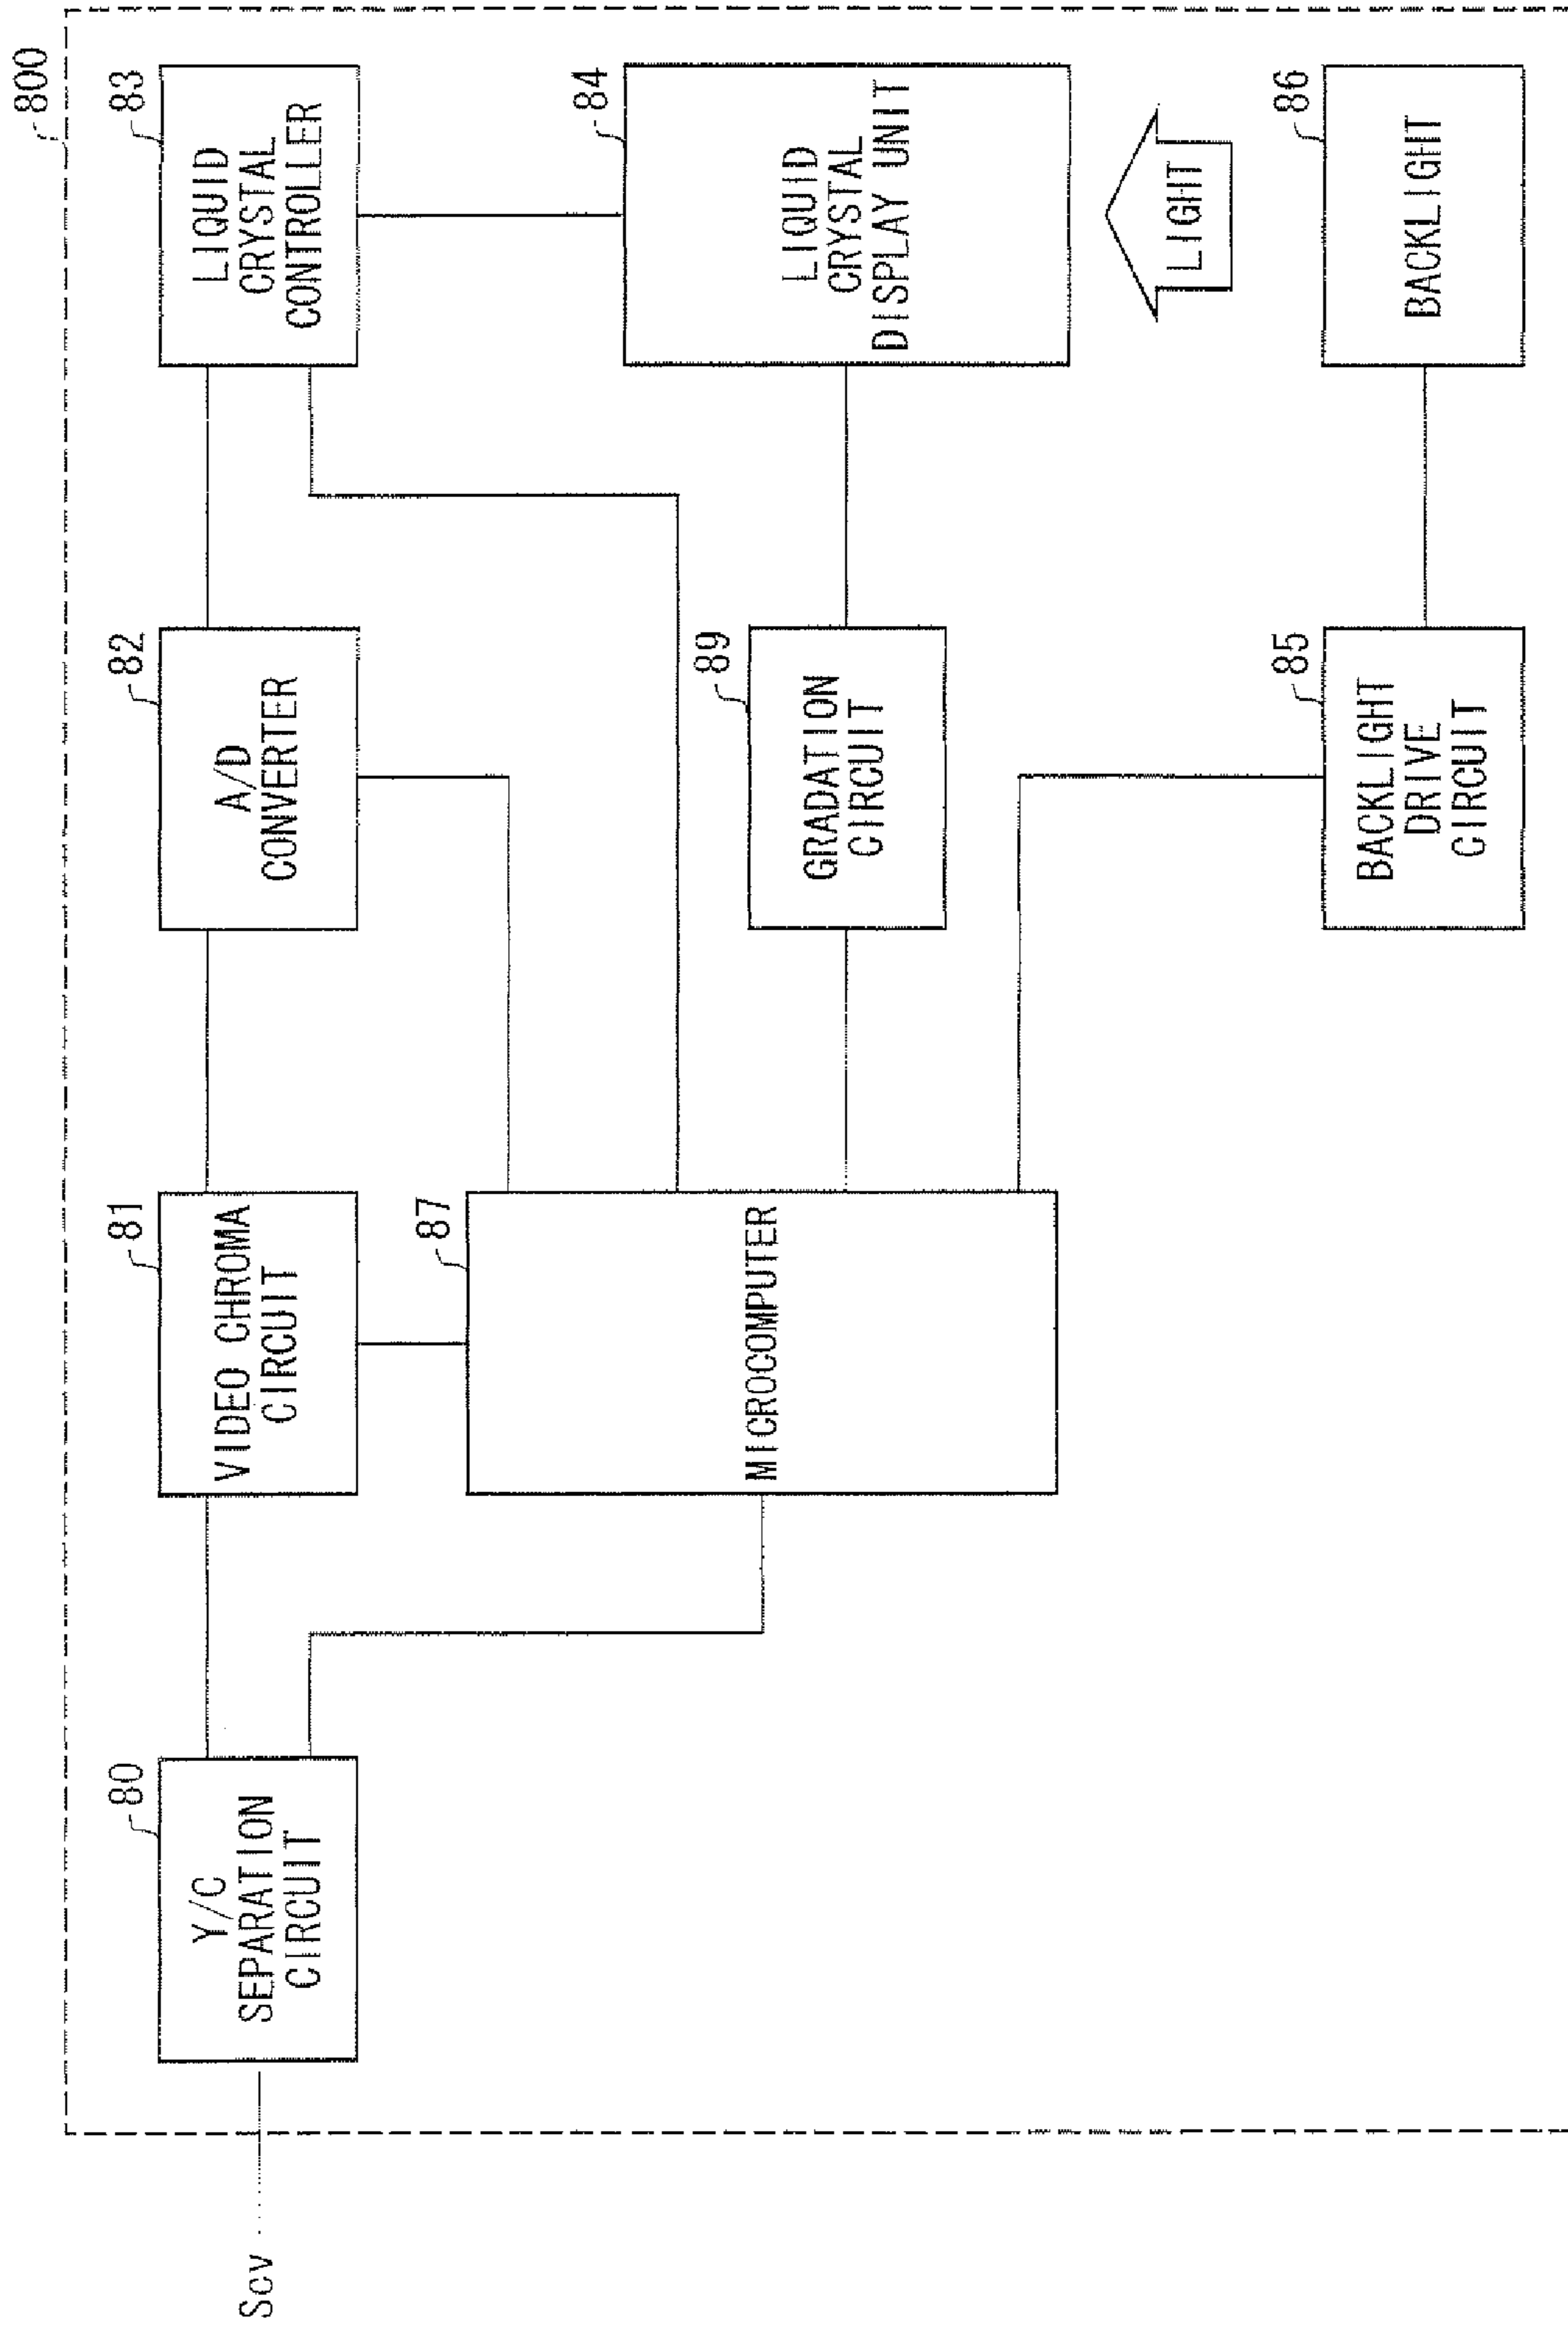 800
80
Y/C
SEPARATION
CIRCUIT
81
VIDEO CHROMA
CIRCUIT
82
A/D
CONVERTER
83
LIQUID
CRYSTAL
CONTROLLER
Scv
87
MICROCOMPUTER
89
GRADATION
CIRCUIT
84
LIQUID
CRYSTAL
DISPLAY UNIT
LIGHT
85
BACKLIGHT
DRIVE
CIRCUIT
86
BACKLIGHT